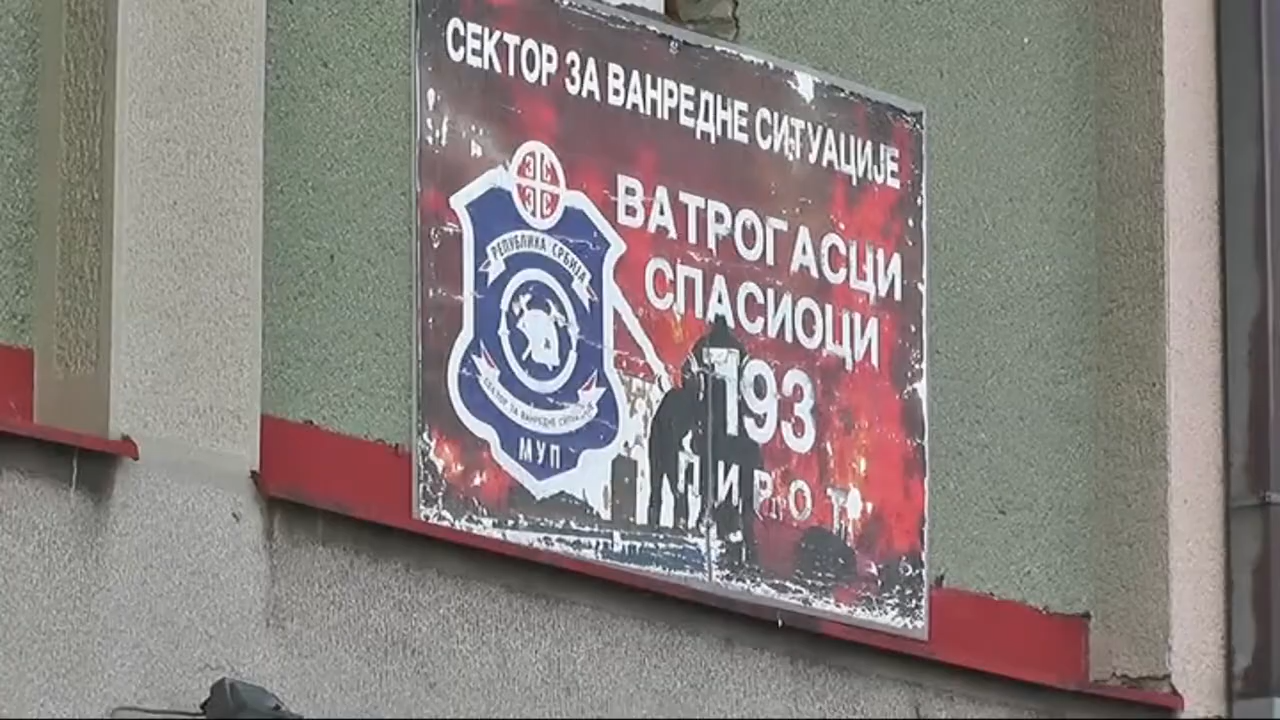 СЕКТОР ЗА ВАНРЕДНЕ СИТУАЦИЈЕ
ВАТРОГАСЦИ
СПАСИОЦИ
193
ПИРОТ
РЕПУБЛИКА СРБИЈА
СЕКТОР ЗА ВАНРЕДНЕ СИТУАЦИЈЕ
МУП